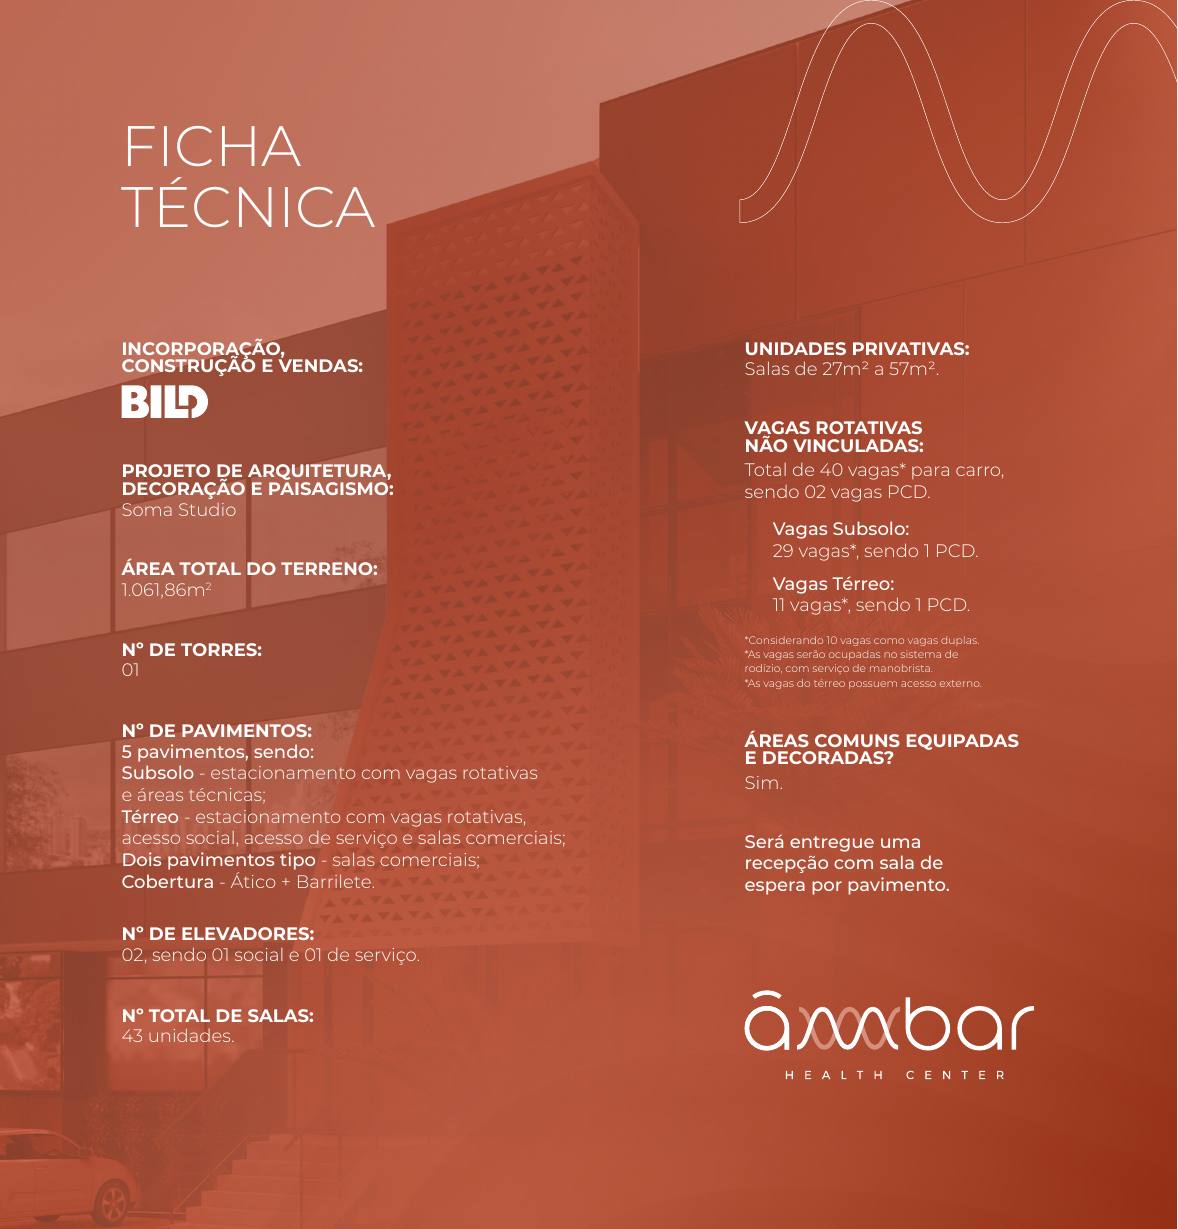 FICHA
TÉCNICA
INCORPORAÇÃO,
CONSTRUÇÃO E VENDAS:
BILD
PROJETO DE ARQUITETURA,
DECORAÇÃO E PAISAGISMO:
Soma Studio
ÁREA TOTAL DO TERRENO:
1.061,86m²
Nº DE TORRES:
01
Nº DE PAVIMENTOS:
5 pavimentos, sendo:
Subsolo - estacionamento com vagas rotativas
e áreas técnicas;
Térreo - estacionamento com vagas rotativas,
acesso social, acesso de serviço e salas comerciais;
Dois pavimentos tipo - salas comerciais;
Cobertura - Ático + Barrilete.
Nº DE ELEVADORES:
02, sendo 01 social e 01 de serviço.
Nº TOTAL DE SALAS:
43 unidades.
UNIDADES PRIVATIVAS:
Salas de 27m² a 57m².
VAGAS ROTATIVAS
NÃO VINCULADAS:
Total de 40 vagas* para carro,
sendo 02 vagas PCD.
Vagas Subsolo:
29 vagas*, sendo 1 PCD.
Vagas Térreo:
11 vagas*, sendo 1 PCD.
*Considerando 10 vagas como vagas duplas.
*As vagas serão ocupadas no sistema de
rodízio, com serviço de manobrista.
*As vagas do térreo possuem acesso externo.
ÁREAS COMUNS EQUIPADAS
E DECORADAS?
Sim.
Será entregue uma
recepção com sala de
espera por pavimento.
âmbar
HEALTH CENTER